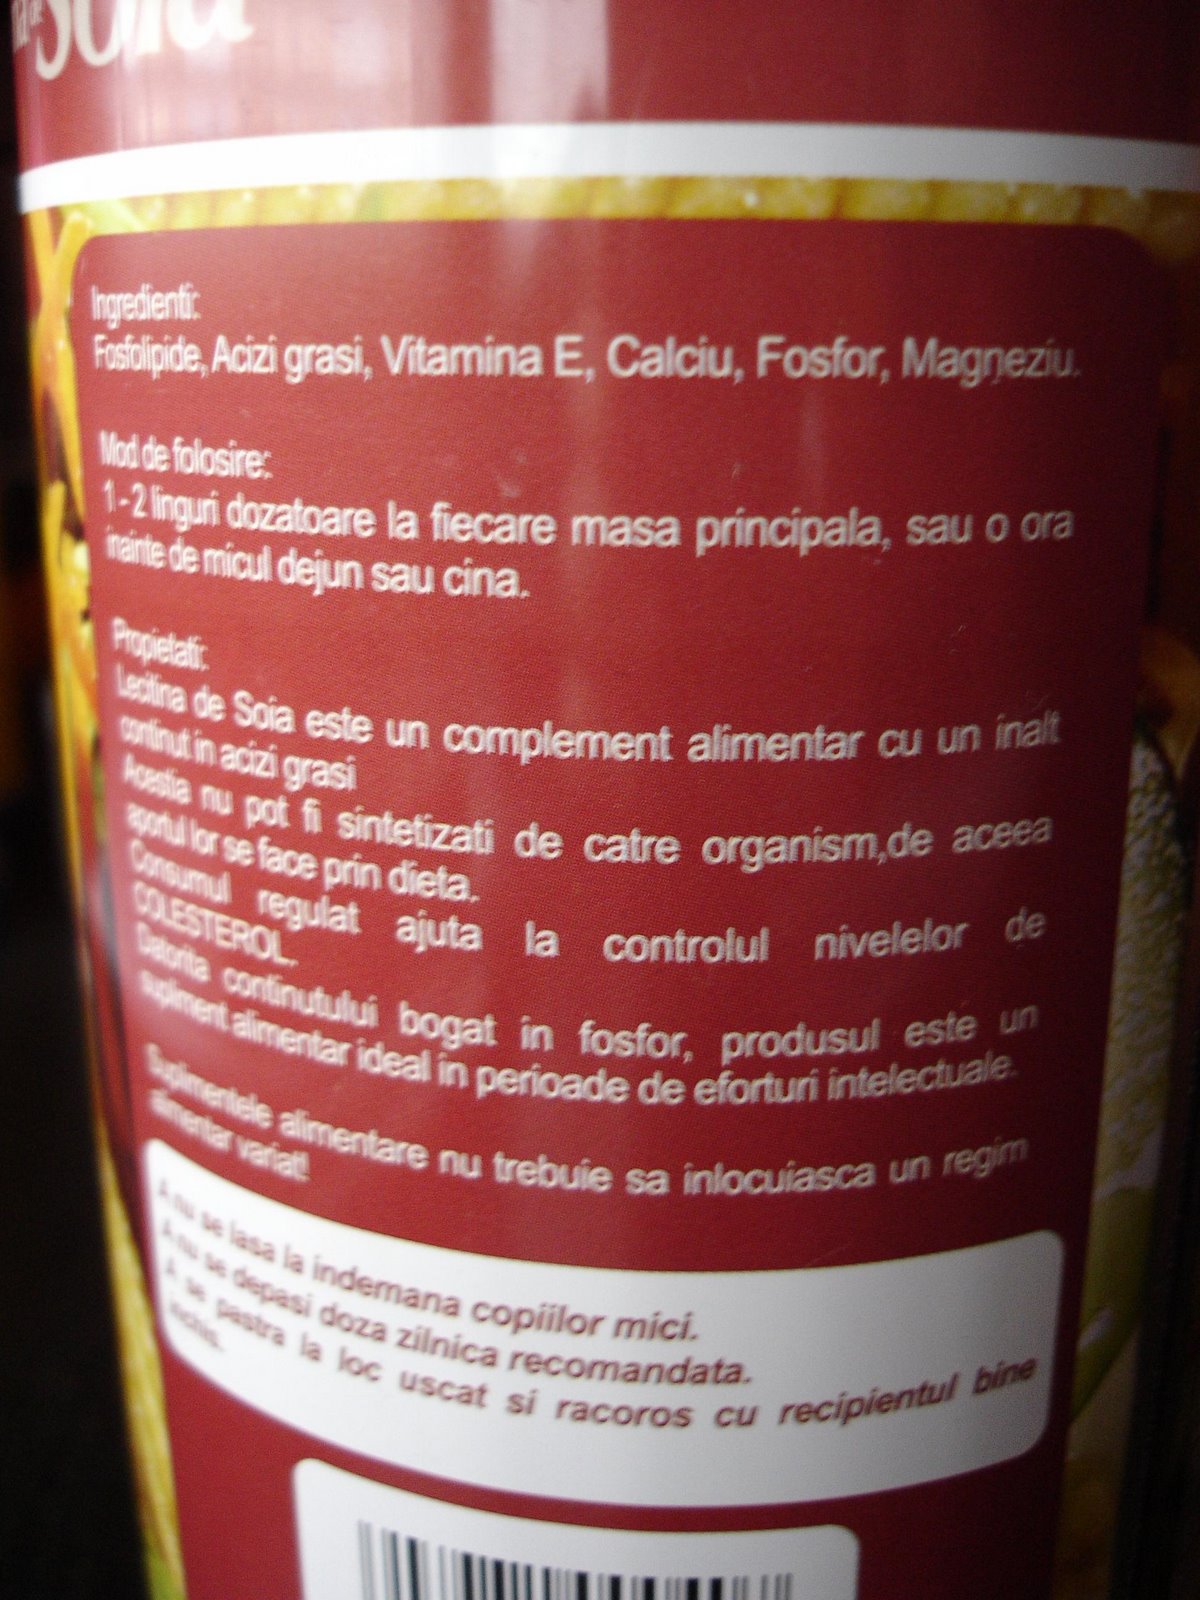 de Soia
Ingredienti:
Fosfolipide, Acizi grasi, Vitamina E, Calciu, Fosfor, Magneziu.
Mod de folosire:
1 - 2 linguri dozatoare la fiecare masa principala, sau o ora
inainte de micul dejun sau cina.
Propietati:
Lecitina de Soia este un complement alimentar cu un inalt
continut in acizi grasi
Acestia nu pot fi sintetizati de catre organism,de aceea
aportul lor se face prin dieta.
Consumul regulat ajuta la controlul nivelelor de
COLESTEROL.
Datorita continutului bogat in fosfor, produsul este un
supliment alimentar ideal in perioade de eforturi intelectuale.
Suplimentele alimentare nu trebuie sa inlocuiasca un regim
alimentar variat!
A nu se lasa la indemana copiilor mici.
A nu se depasi doza zilnica recomandata.
A se pastra la loc uscat si racoros cu recipientul bine
inchis.